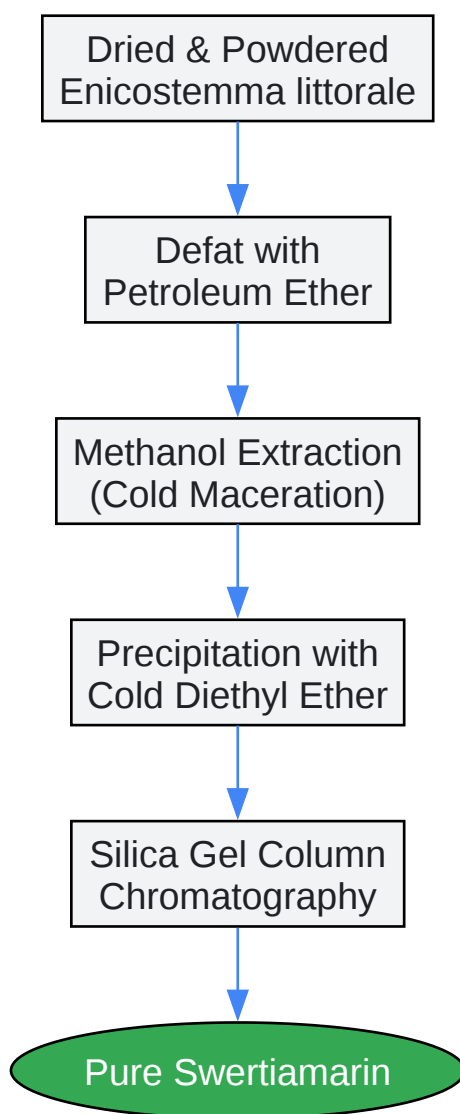 Dried & Powdered
Enicostemma littorale
Defat with
Petroleum Ether
Methanol Extraction
(Cold Maceration)
Precipitation with
Cold Diethyl Ether
Silica Gel Column
Chromatography
Pure Swertiamarin